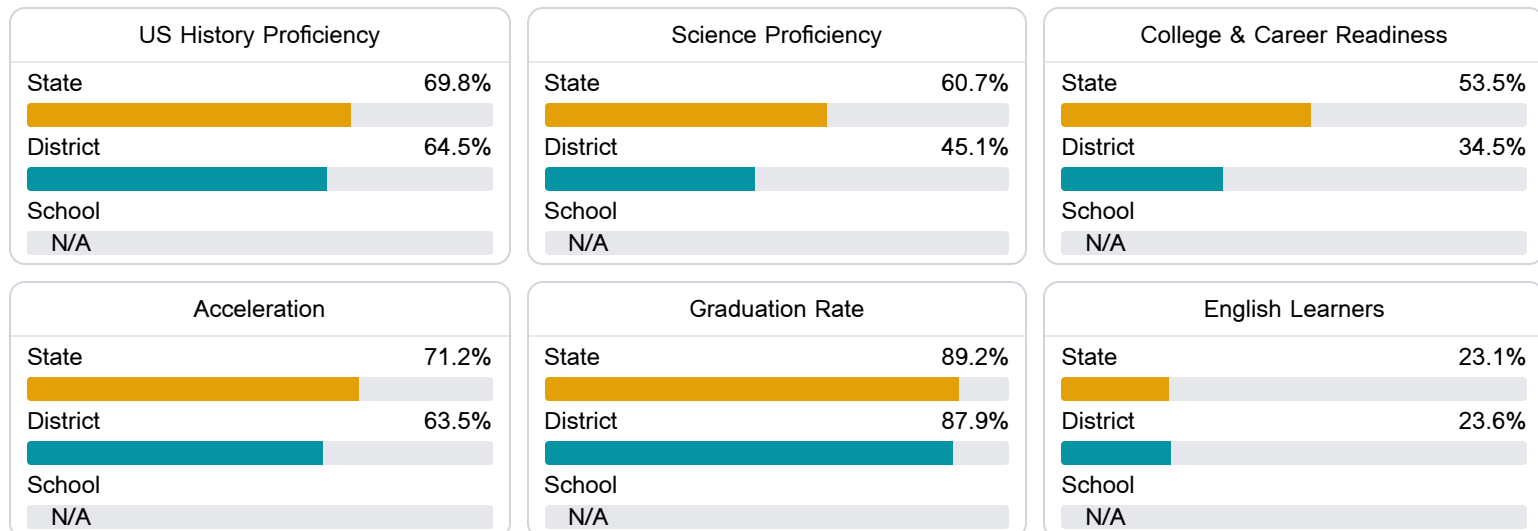 US History Proficiency
State 69.8%
District 64.5%
School
N/A
Science Proficiency
State 60.7%
District 45.1%
School
N/A
College & Career Readiness
State 53.5%
District 34.5%
School
N/A
Acceleration
State 71.2%
District 63.5%
School
N/A
Graduation Rate
State 89.2%
District 87.9%
School
N/A
English Learners
State 23.1%
District 23.6%
School
N/A